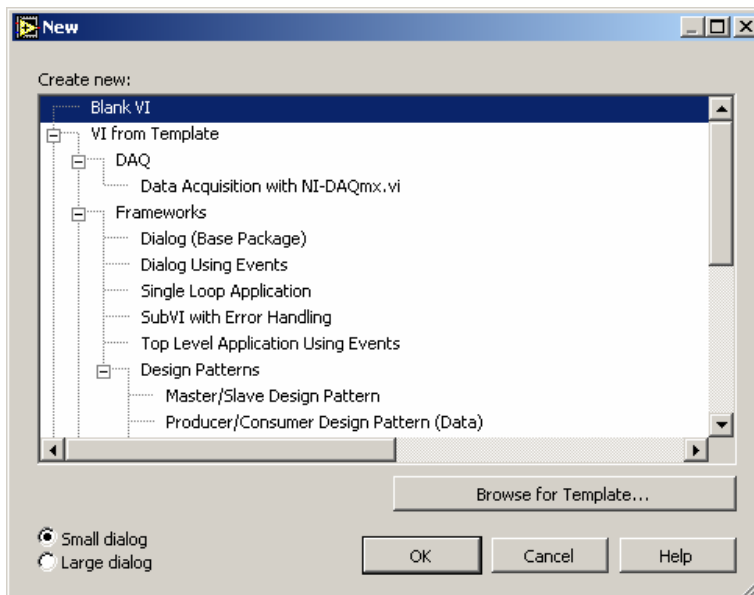 New
Create new:
Blank VI
VI from Template
DAQ
Data Acquisition with NI-DAQmx.vi
Frameworks
Dialog (Base Package)
Dialog Using Events
Single Loop Application
SubVI with Error Handling
Top Level Application Using Events
Design Patterns
Master/Slave Design Pattern
Producer/Consumer Design Pattern (Data)
Browse for Template...
Small dialog
Large dialog
OK Cancel Help